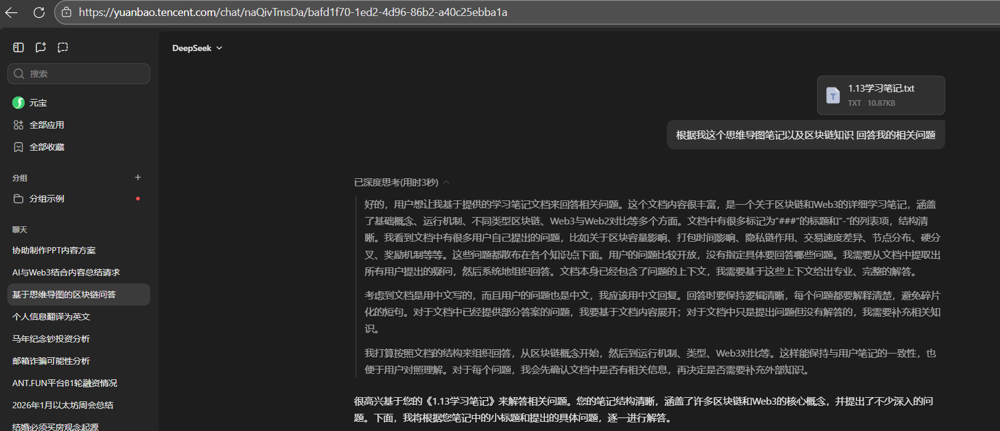 https://yuanbao.tencent.com/chat/naQivTmsDa/bafd1f70-1ed2-4d96-86b2-a40c25ebba1a
搜索
元宝
全部应用
全部收藏
分组
分组示例
聊天
协助制作PPT内容方案
AI与Web3结合内容总结请求
基于思维导图的区块链问答
个人信息翻译为英文
马年纪念钞投资分析
邮箱诈骗可能性分析
ANT.FUN平台B1轮融资情况
2026年1月以太坊周会总结
结婚必须买房观念起源
DeepSeek
1.13学习笔记.txt
TXT 10.87KB
根据我这个思维导图笔记以及区块链知识 回答我的相关问题
已深度思考(用时3秒)
好的，用户想让我基于提供的学习笔记文档来回答相关问题。这个文档内容很丰富，是一个关于区块链和Web3的详细学习笔记，涵盖
了基础概念、运行机制、不同类型区块链、Web3与Web2对比等多个方面。文档中有很多标记为“###”的标题和“-”的列表项，结构清
晰。我看到文档中有很多用户自己提出的问题，比如关于区块容量影响、打包时间影响、隐私链作用、交易速度差异、节点分布、硬分
叉、奖励机制等等。这些问题都散布在各个知识点下面。用户的问题比较开放，没有指定具体要回答哪些问题。我需要从文档中提取出
所有用户提出的疑问，然后系统地组织回答。文档本身已经包含了问题的上下文，我需要基于这些上下文给出专业、完整的解答。
考虑到文档是用中文写的，而且用户的问题也是中文，我应该用中文回复。回答时要保持逻辑清晰，每个问题都要解释清楚，避免碎片
化的短句。对于文档中已经提供部分答案的问题，我要基于文档内容展开；对于文档中只是提出问题但没有解答的，我需要补充相关知
识。
我打算按照文档的结构来组织回答，从区块链概念开始，然后到运行机制、类型、Web3对比等。这样能保持与用户笔记的一致性，也
便于用户对照理解。对于每个问题，我会先确认文档中是否有相关信息，再决定是否需要补充外部知识。
很高兴基于您的《1.13学习笔记》来解答相关问题。您的笔记结构清晰，涵盖了许多区块链和Web3的核心概念，并提出了不少深入的问
题。下面，我将根据您笔记中的小标题和提出的具体问题，逐一进行解答。